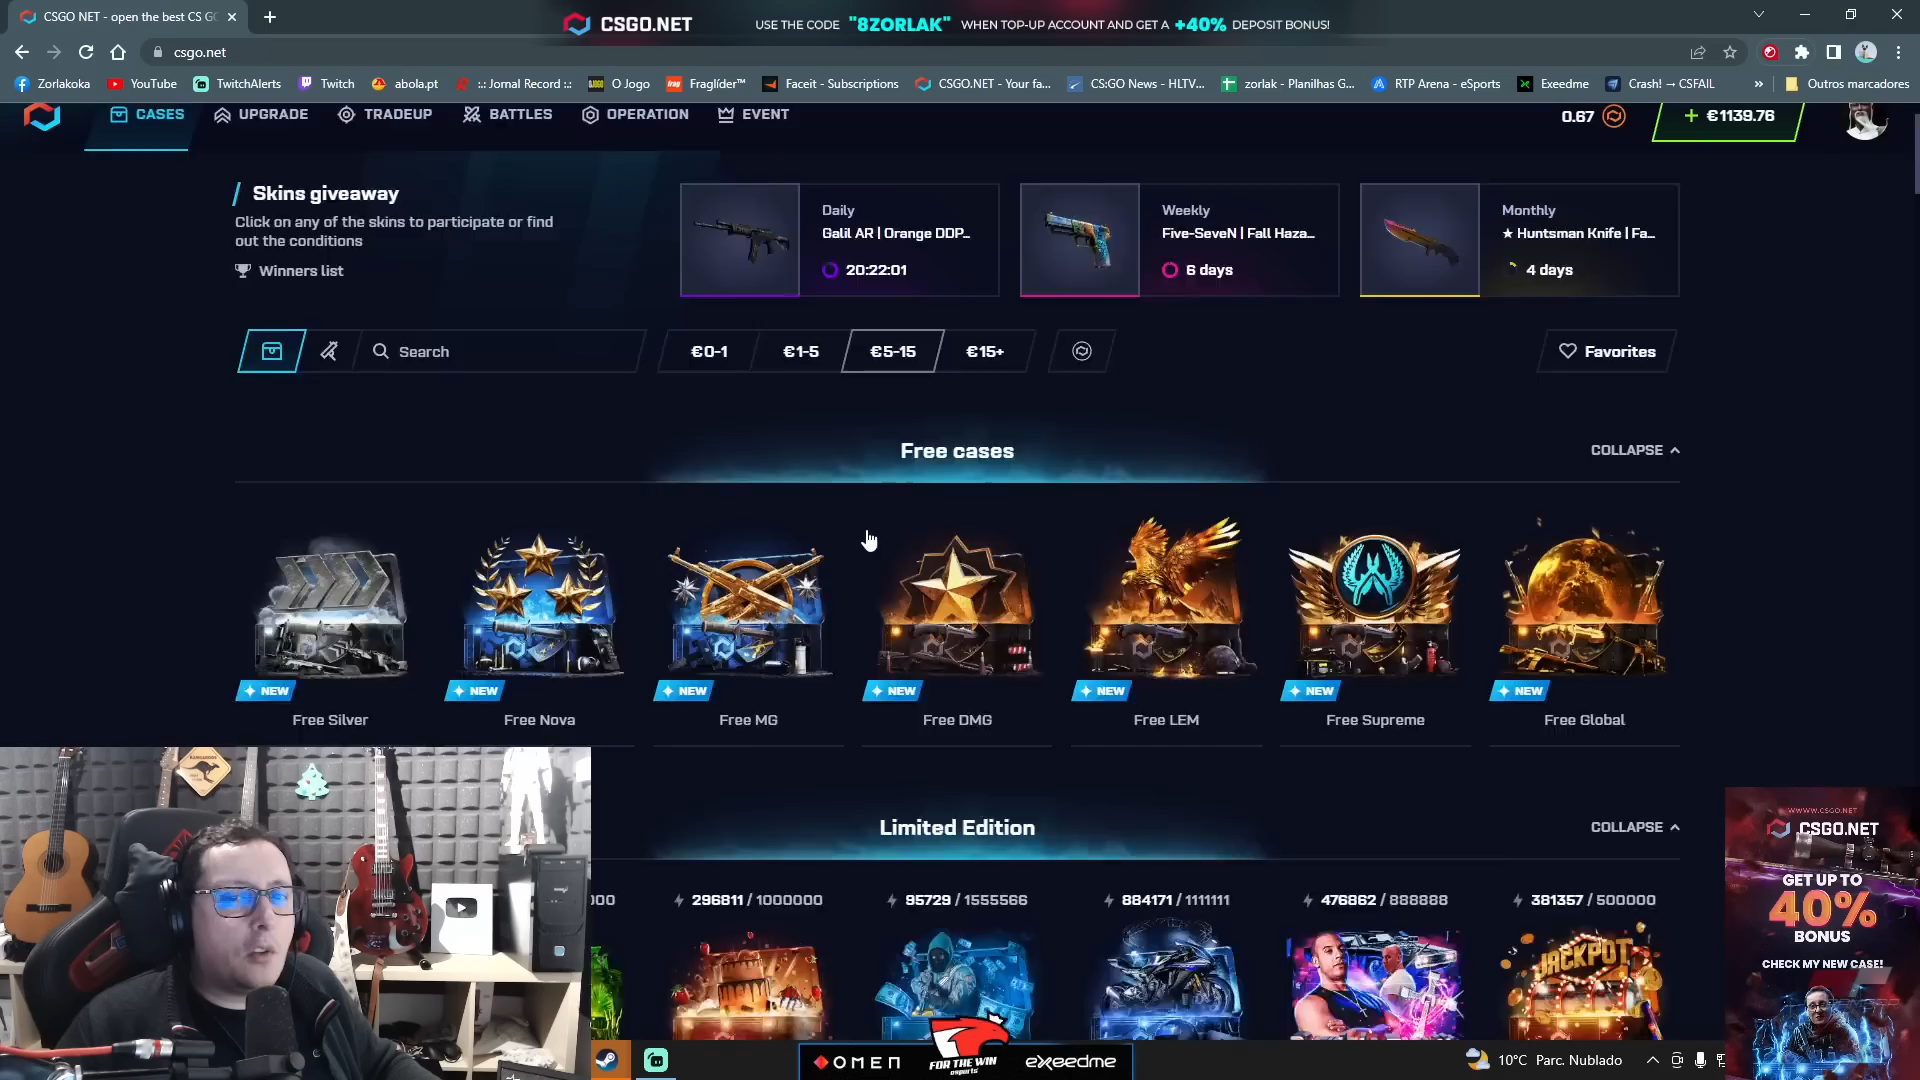 CSGO NET - open the best CS GC
CSGO.NET
USE THE CODE "8ZORLAK" WHEN TOP-UP ACCOUNT AND GET A +40% DEPOSIT BONUS!
csgo.net
Zorlakoka
YouTube
TwitchAlerts
Twitch
abola.pt
::: Jornal Record :::
O Jogo
Fraglíder™
Faceit - Subscriptions
CSGO.NET - Your fa...
CS:GO News - HLTV...
zorlak - Planilhas G...
RTP Arena - eSports
Exeedme
Crash! → CSFAIL
»
Outros marcadores
CASES
UPGRADE
TRADEUP
BATTLES
OPERATION
EVENT
0.67
+ €1139.76
Skins giveaway
Click on any of the skins to participate or find
out the conditions
Winners list
Daily
Galil AR | Orange DDP...
20:22:01
Weekly
Five-SeveN | Fall Haza...
6 days
Monthly
★ Huntsman Knife | Fa...
4 days
Search
€0-1
€1-5
€5-15
€15+
Favorites
Free cases
COLLAPSE
NEW
NEW
NEW
NEW
NEW
NEW
NEW
Free Silver
Free Nova
Free MG
Free DMG
Free LEM
Free Supreme
Free Global
Limited Edition
COLLAPSE
296811 / 1000000
95729 / 1555566
884171 / 1111111
476862 / 888888
381357 / 500000
JACKPOT
KANGAROOS
WWW.CSGO.NET
CSGO.NET
GET UP TO
40%
BONUS
CHECK MY NEW CASE!
OMEN
FOR THE WIN
esports
exeedme
10°C Parc. Nublado